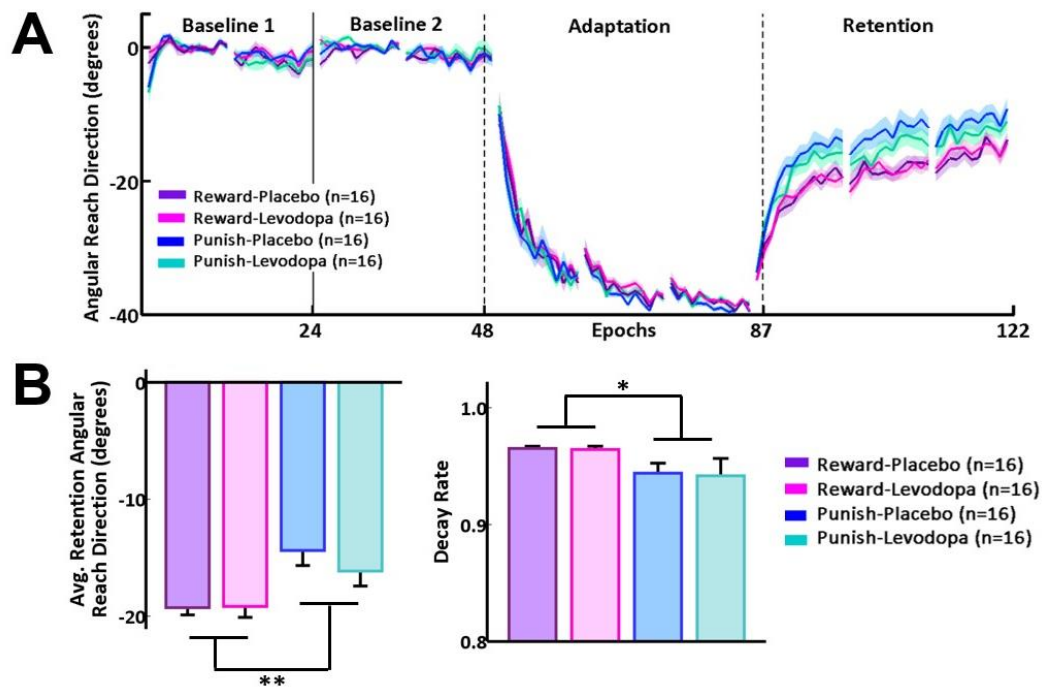 A
Baseline 1
Baseline 2
Adaptation
Retention
Angular Reach Direction (degrees)
0
-20
-40
Reward-Placebo (n=16)
Reward-Levodopa (n=16)
Punish-Placebo (n=16)
Punish-Levodopa (n=16)
24
48
Epochs
87
122
B
Avg. Retention Angular
Reach Direction (degrees)
0
-10
-20
**
Decay Rate
1.0
0.9
0.8
*
Reward-Placebo (n=16)
Reward-Levodopa (n=16)
Punish-Placebo (n=16)
Punish-Levodopa (n=16)